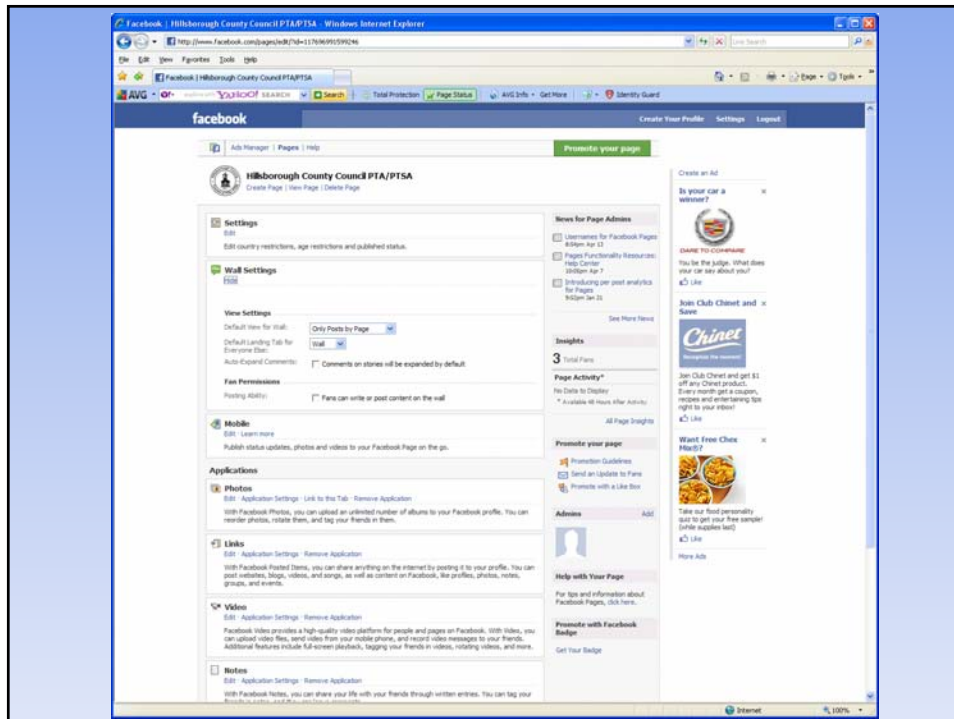 Facebook | Hillsborough County Council PTA/PTSA - Windows Internet Explorer
http://www.facebook.com/pages/edit/?id=117696991599246
Live Search
File Edit View Favorites Tools Help
Facebook | Hillsborough County Council PTA/PTSA
Page Tools
AVG YAHOO! SEARCH Search Total Protection Page Status AVG Info Get More Identity Guard
facebook
Create Your Profile Settings Logout
Ads Manager | Pages | Help
Promote your page
Hillsborough County Council PTA/PTSA
Create Page | View Page | Delete Page
Settings
Edit
Edit country restrictions, age restrictions and published status.
Wall Settings
Hide
View Settings
Default View for Wall: Only Posts by Page
Default Landing Tab for Everyone Else: Wall
Auto-Expand Comments: Comments on stories will be expanded by default
Fan Permissions
Posting Ability: Fans can write or post content on the wall
Mobile
Edit · Learn more
Publish status updates, photos and videos to your Facebook Page on the go.
Applications
Photos
Edit · Application Settings · Link to this Tab · Remove Application
With Facebook Photos, you can upload an unlimited number of albums to your Facebook profile. You can
reorder photos, rotate them, and tag your friends in them.
Links
Edit · Application Settings · Remove Application
With Facebook Posted Items, you can share anything on the internet by posting it to your profile. You can
post websites, blogs, videos, and songs, as well as content on Facebook, like profiles, photos, notes,
groups, and events.
Video
Edit · Application Settings · Remove Application
Facebook Video provides a high-quality video platform for people and pages on Facebook. With Video, you
can upload video files, send video from your mobile phone, and record video messages to your friends.
Additional features include full-screen playback, tagging your friends in videos, rotating videos, and more.
Notes
Edit · Application Settings · Remove Application
With Facebook Notes, you can share your life with your friends through written entries. You can tag your
News for Page Admins
Usernames for Facebook Pages
8:04pm Apr 13
Pages Functionality Resources:
Help Center
10:05pm Apr 7
Introducing per post analytics
for Pages
9:02pm Jan 21
See More News
Insights
3 Total Fans
Page Activity*
No Data to Display
* Available 48 Hours After Activity
All Page Insights
Promote your page
Promotion Guidelines
Send an Update to Fans
Promote with a Like Box
Admins Add
Help with Your Page
For tips and information about
Facebook Pages, click here.
Promote with Facebook
Badge
Get Your Badge
Create an Ad
Is your car a x
winner?
DARE TO COMPARE
You be the judge. What does
your car say about you?
Like
Join Club Chinet and x
Save
Chinet
Join Club Chinet and get $1
off any Chinet product.
Every month get a coupon,
recipes and entertaining tips
right to your inbox!
Like
Want Free Chex x
Mix®?
Take our food personality
quiz to get your free sample!
(while supplies last)
Like
More Ads
Internet
100%